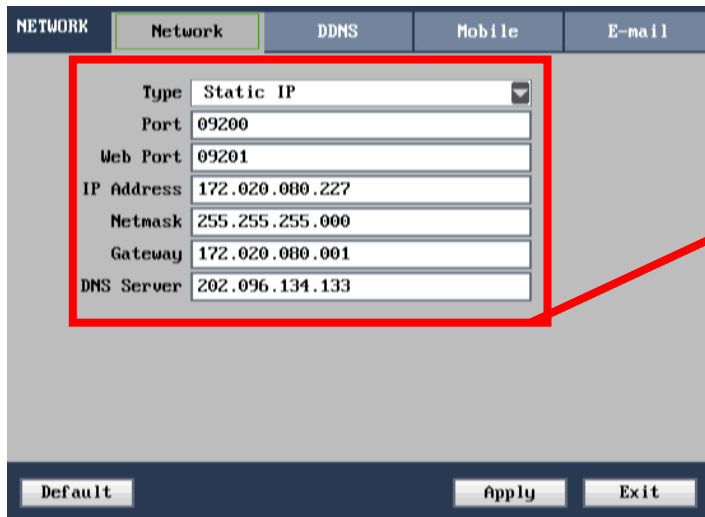 NETWORK Network DDNS Mobile E-mail
Type Static IP
Port 09200
Web Port 09201
IP Address 172.020.080.227
Netmask 255.255.255.000
Gateway 172.020.080.001
DNS Server 202.096.134.133
Default Apply Exit